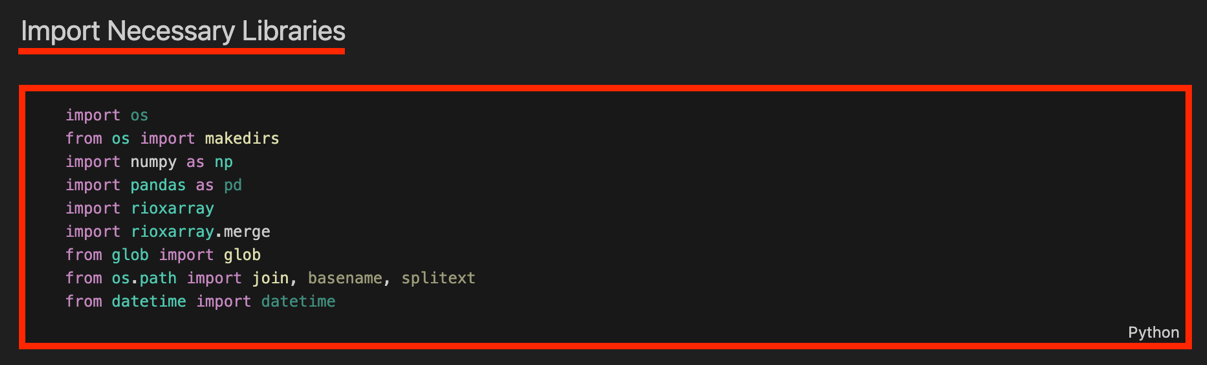 Import Necessary Libraries
import os
from os import makedirs
import numpy as np
import pandas as pd
import rioxarray
import rioxarray.merge
from glob import glob
from os.path import join, basename, splitext
from datetime import datetime
Python